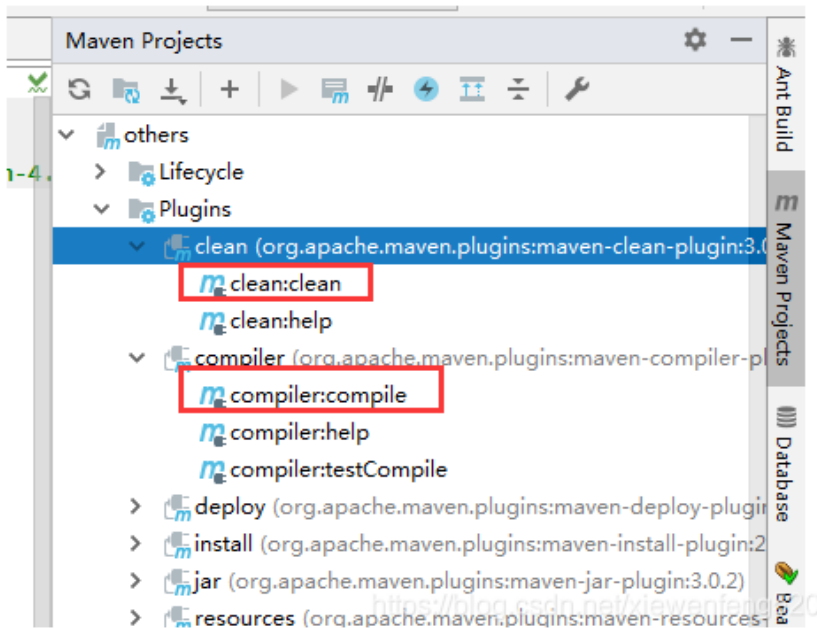 Maven Projects
others
Lifecycle
Plugins
clean (org.apache.maven.plugins:maven-clean-plugin:3.0
clean:clean
clean:help
compiler (org.apache.maven.plugins:maven-compiler-pl
compiler:compile
compiler:help
compiler:testCompile
deploy (org.apache.maven.plugins:maven-deploy-plugin
install (org.apache.maven.plugins:maven-install-plugin:2
jar (org.apache.maven.plugins:maven-jar-plugin:3.0.2)
resources (org.apache.maven.plugins:maven-resources-
n-4.
Ant Build
Maven Projects
Database
Bea